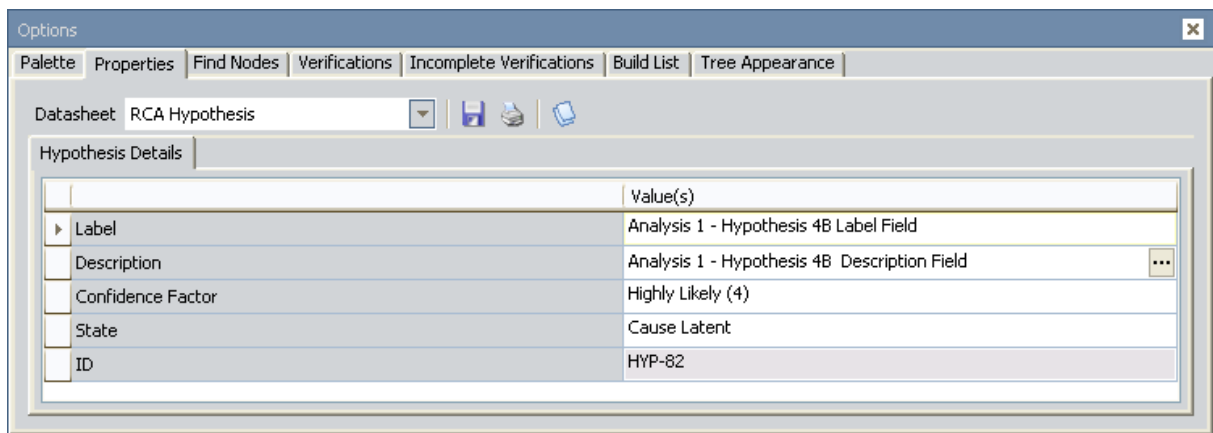 Options
Palette Properties Find Nodes Verifications Incomplete Verifications Build List Tree Appearance
Datasheet RCA Hypothesis
Hypothesis Details
Value(s)
Label Analysis 1 - Hypothesis 4B Label Field
Description Analysis 1 - Hypothesis 4B Description Field ...
Confidence Factor Highly Likely (4)
State Cause Latent
ID HYP-82